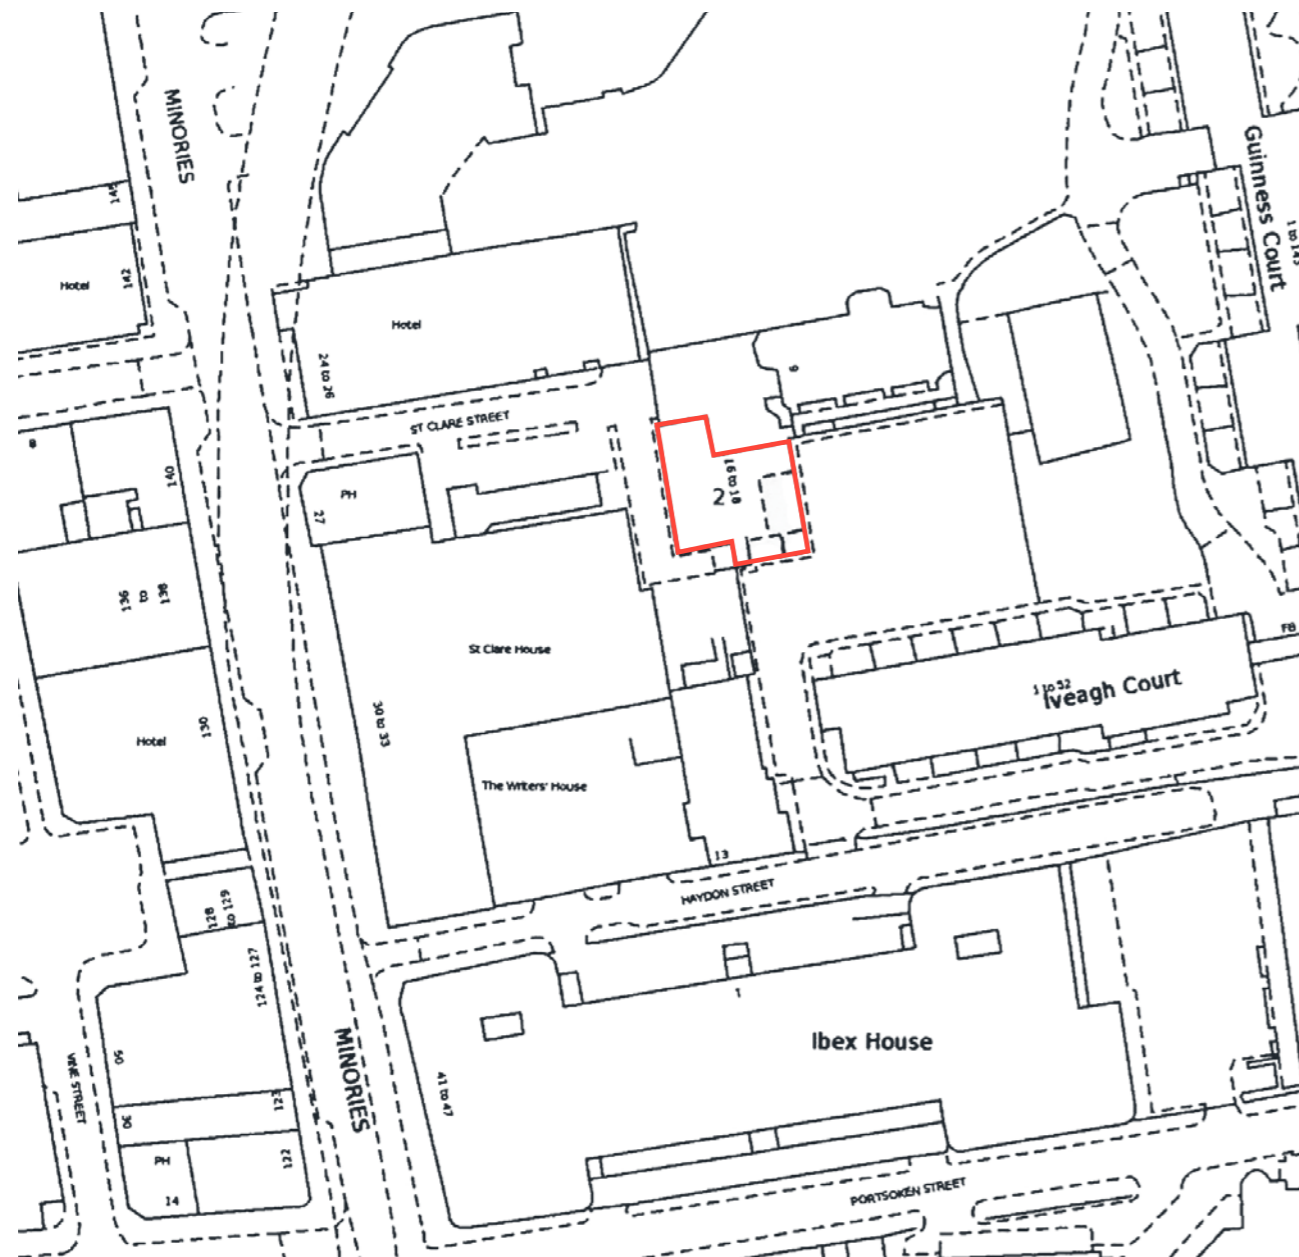 MINORIES
Guinness Court
145
142
Hotel
Hotel
24 to 26
ST CLARE STREET
6
8
140
PH
27
16 to 18
2
136
to
138
St Clare House
1 to 52
Iveagh Court
FB
130
Hotel
30 to 33
The Writers' House
13
HAYDON STREET
128
to 129
124 to 127
1
Ibex House
MINORIES
VINE STREET
50
41 to 47
123
30
122
PH
14
PORTSOKEN STREET